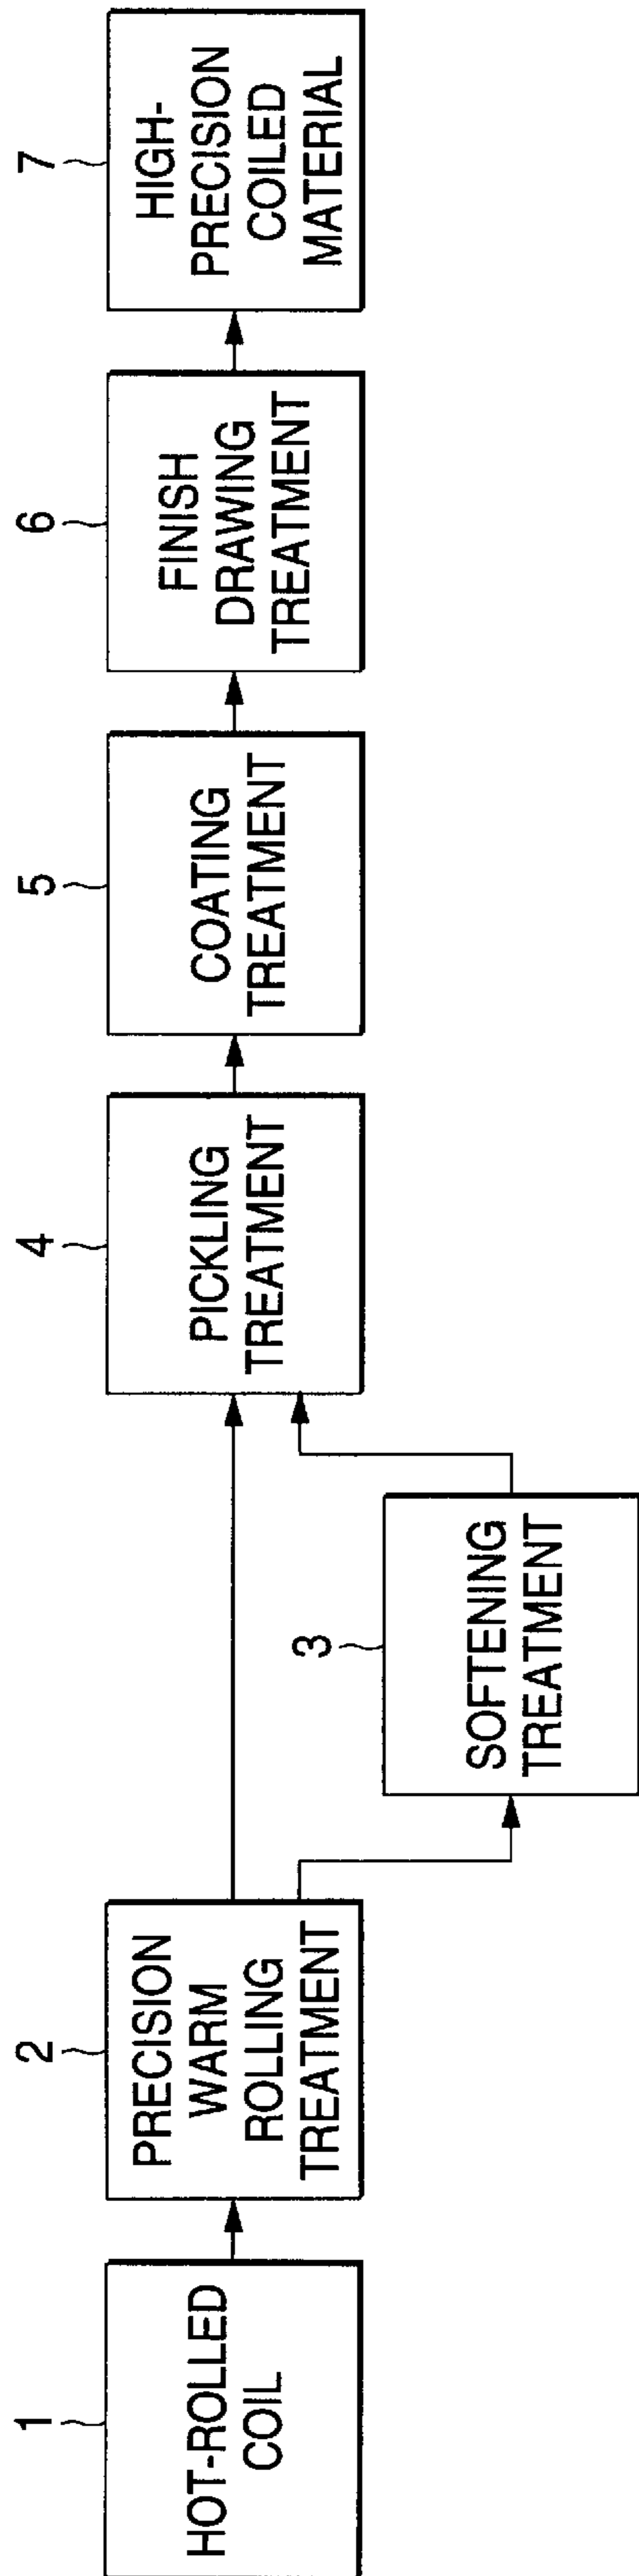 1
HOT-ROLLED
COIL
2
PRECISION
WARM
ROLLING
TREATMENT
3
SOFTENING
TREATMENT
4
PICKLING
TREATMENT
5
COATING
TREATMENT
6
FINISH
DRAWING
TREATMENT
7
HIGH-
PRECISION
COILED
MATERIAL